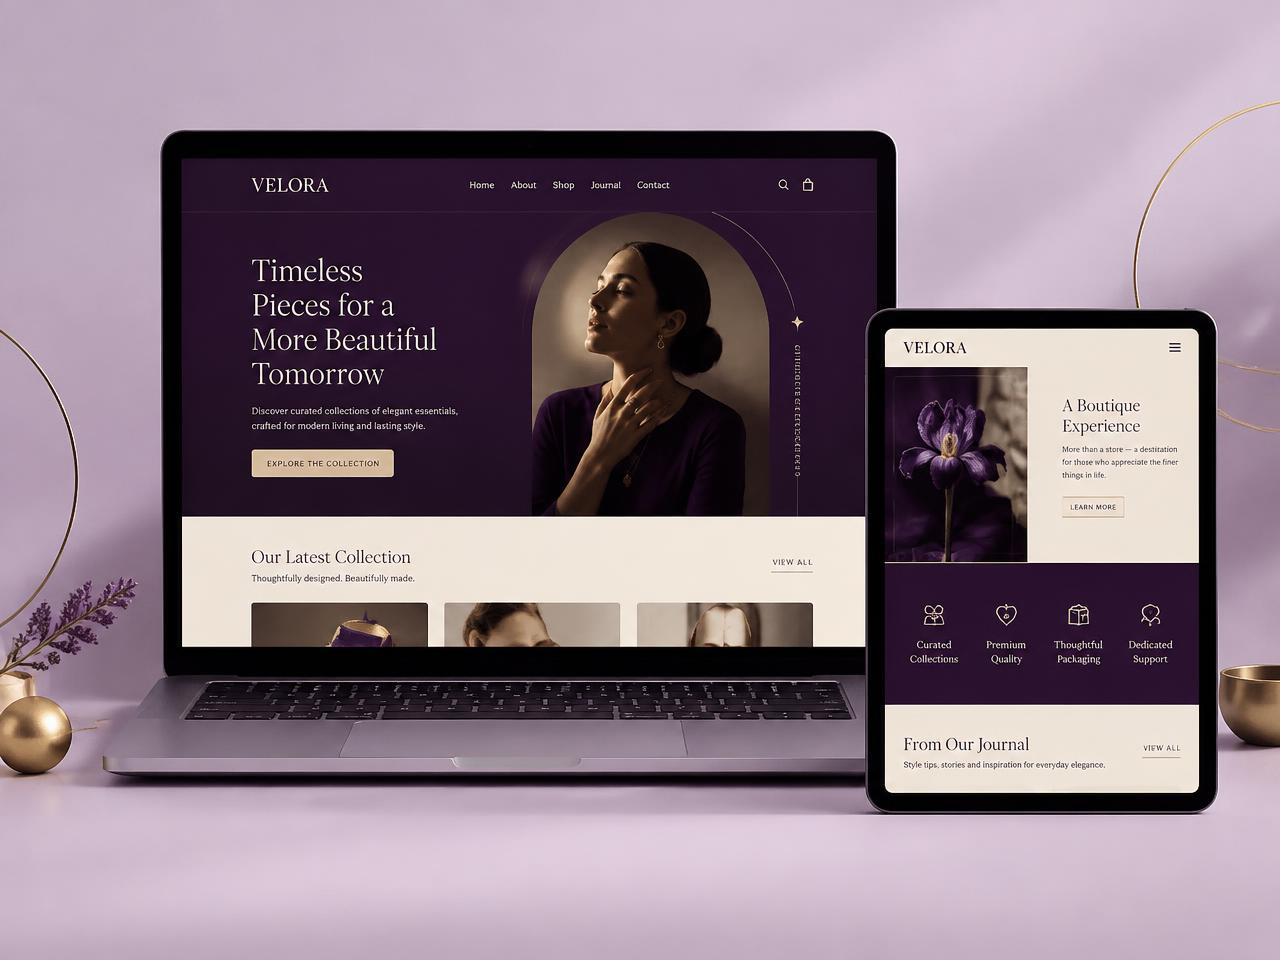 VELORA
Home About Shop Journal Contact
Timeless
Pieces for a
More Beautiful
Tomorrow
Discover curated collections of elegant essentials,
crafted for modern living and lasting style.
EXPLORE THE COLLECTION
Our Latest Collection
Thoughtfully designed. Beautifully made.
VIEW ALL
VELORA
A Boutique
Experience
More than a store — a destitation
for those who appreciate the finer
things in life.
LEARN MORE
Curated
Collections
Premium
Quality
Thoughtful
Packaging
Dedicated
Support
From Our Journal
Style tips, stories and inspiration for everyday elegance.
VIEW ALL